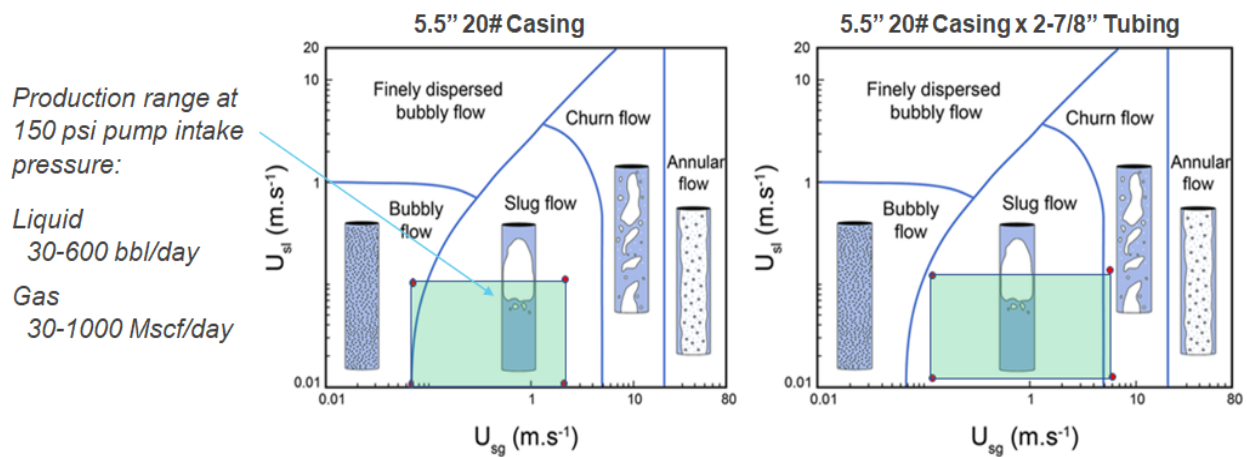 5.5” 20# Casing
5.5” 20# Casing x 2-7/8” Tubing
Production range at
150 psi pump intake
pressure:
Liquid
30-600 bbl/day
Gas
30-1000 Mscf/day
20
10
1
0.01
U_sl (m.s⁻¹)
Finely dispersed
bubbly flow
Churn flow
Annular
flow
Bubbly
flow
Slug flow
0.01
1
10
80
U_sg (m.s⁻¹)
20
10
1
0.01
U_sl (m.s⁻¹)
Finely dispersed
bubbly flow
Churn flow
Annular
flow
Bubbly
flow
Slug flow
0.01
1
10
80
U_sg (m.s⁻¹)